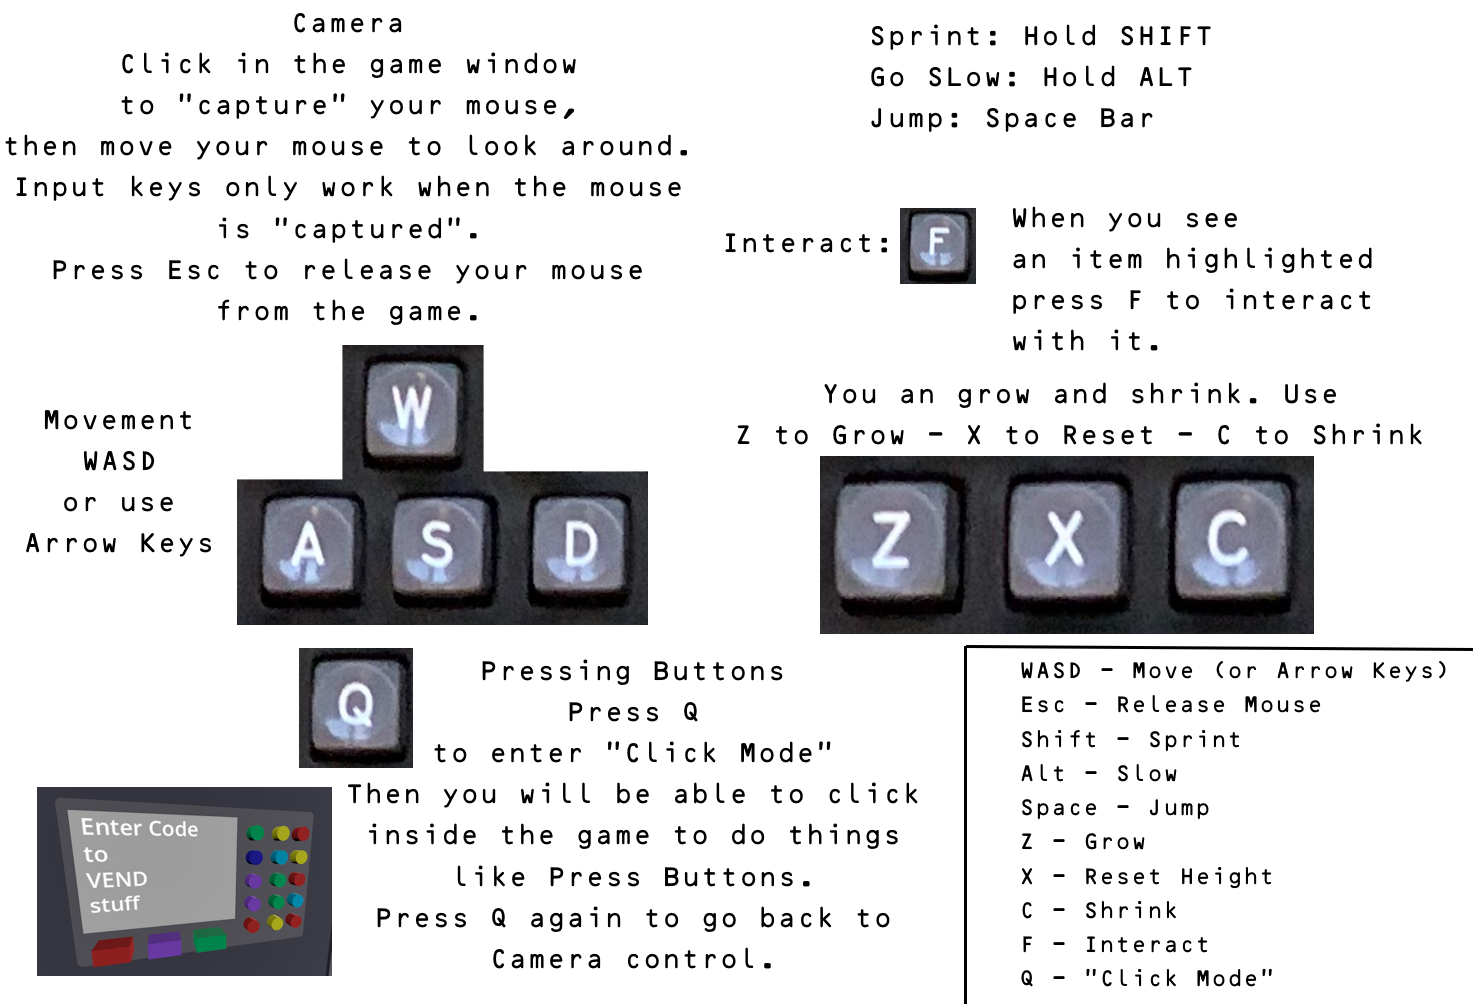 Camera
Click in the game window
to "capture" your mouse,
then move your mouse to look around.
Input keys only work when the mouse
is "captured".
Press Esc to release your mouse
from the game.
Sprint: Hold SHIFT
Go SLow: Hold ALT
Jump: Space Bar
Interact:
F
When you see
an item highlighted
press F to interact
with it.
Movement
WASD
or use
Arrow Keys
W
A S D
You an grow and shrink. Use
Z to Grow - X to Reset - C to Shrink
Z X C
Q
Pressing Buttons
Press Q
to enter "Click Mode"
Then you will be able to click
inside the game to do things
like Press Buttons.
Press Q again to go back to
Camera control.
Enter Code
to
VEND
stuff
WASD - Move (or Arrow Keys)
Esc - Release Mouse
Shift - Sprint
Alt - Slow
Space - Jump
Z - Grow
X - Reset Height
C - Shrink
F - Interact
Q - "Click Mode"